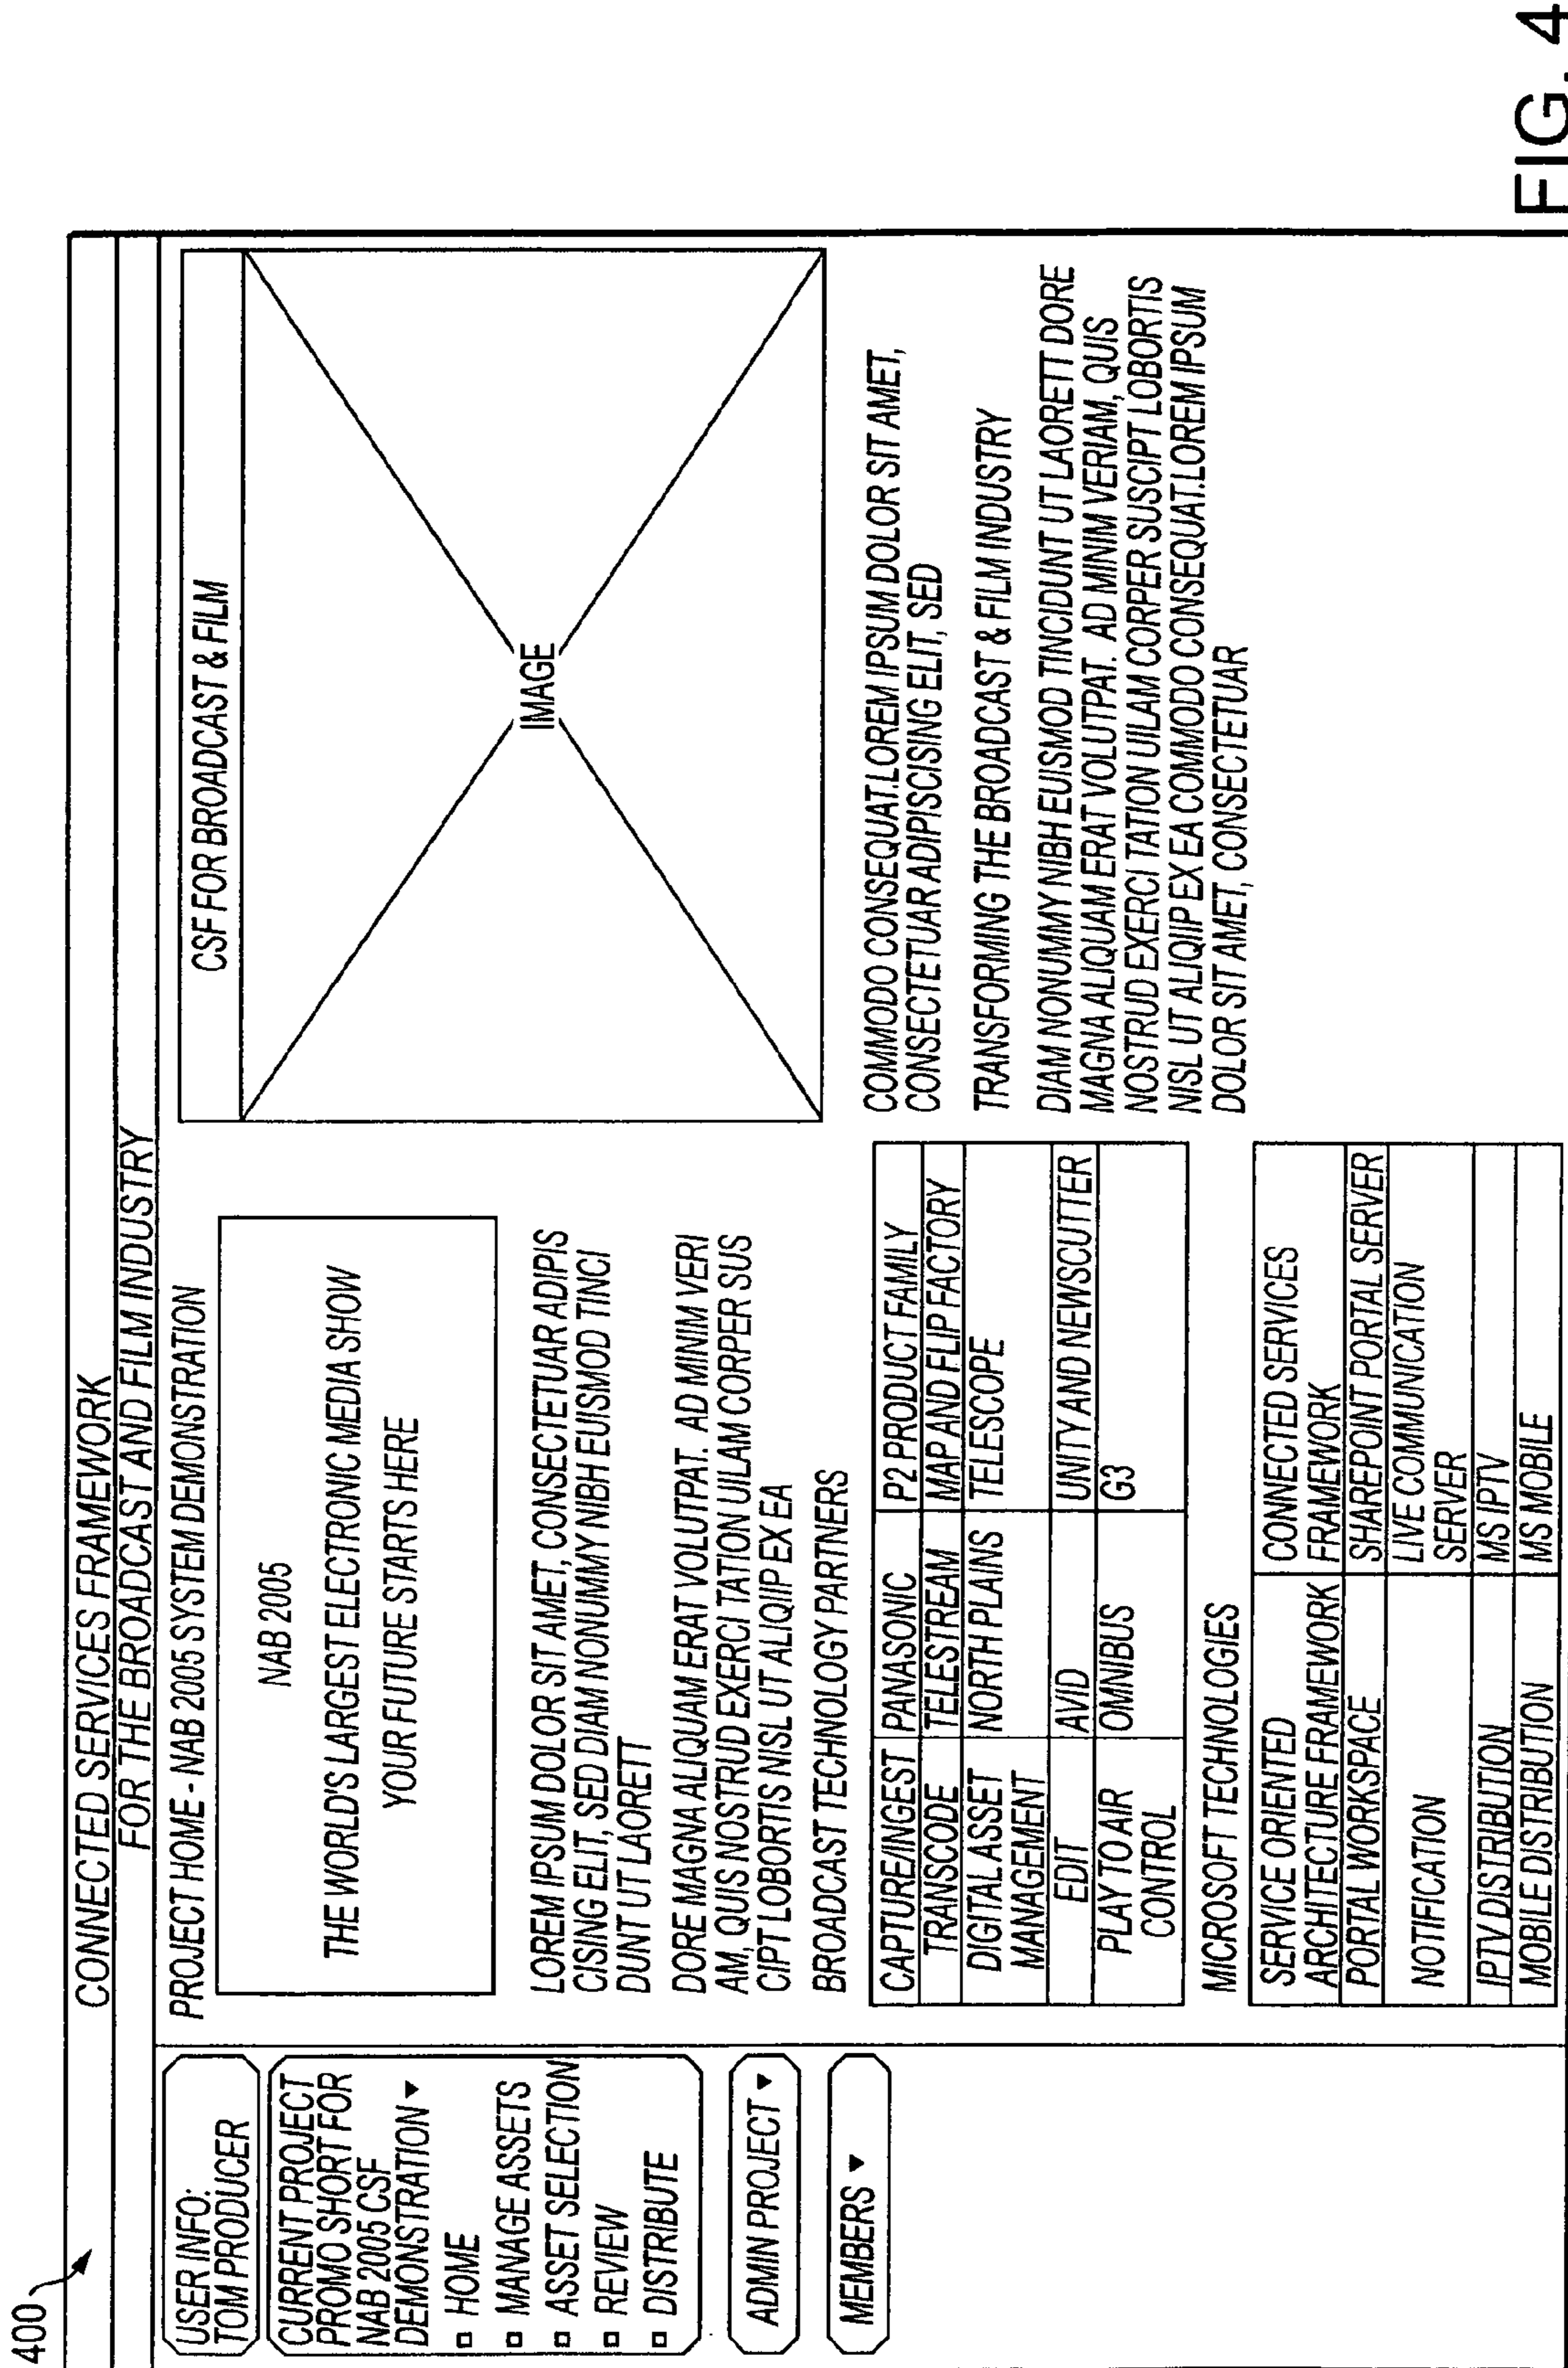 400
CONNECTED SERVICES FRAMEWORK
FOR THE BROADCAST AND FILM INDUSTRY
USER INFO:
TOM PRODUCER
CURRENT PROJECT
PROMO SHORT FOR
NAB 2005 CSF
DEMONSTRATION ▼
HOME
MANAGE ASSETS
ASSET SELECTION
REVIEW
DISTRIBUTE
ADMIN PROJECT ▼
MEMBERS ▼
PROJECT HOME - NAB 2005 SYSTEM DEMONSTRATION
NAB 2005
THE WORLD'S LARGEST ELECTRONIC MEDIA SHOW
YOUR FUTURE STARTS HERE
LOREM IPSUM DOLOR SIT AMET, CONSECTETUAR ADIPIS
CISING ELIT, SED DIAM NONUMMY NIBH EUISMOD TINCI
DUNT UT LAORETT
DORE MAGNA ALIQUAM ERAT VOLUTPAT. AD MINIM VERI
AM, QUIS NOSTRUD EXERCI TATION UILAM CORPER SUS
CIPT LOBORTIS NISL UT ALIQIIP EX EA
BROADCAST TECHNOLOGY PARTNERS
CAPTURE/INGEST PANASONIC P2 PRODUCT FAMILY
TRANSCODE TELESTREAM MAP AND FLIP FACTORY
DIGITAL ASSET NORTH PLAINS TELESCOPE
MANAGEMENT
EDIT AVID UNITY AND NEWSCUTTER
PLAY TO AIR OMNIBUS G3
CONTROL
MICROSOFT TECHNOLOGIES
SERVICE ORIENTED CONNECTED SERVICES
ARCHITECTURE FRAMEWORK FRAMEWORK
PORTAL WORKSPACE SHAREPOINT PORTAL SERVER
NOTIFICATION LIVE COMMUNICATION
SERVER
IPTV DISTRIBUTION MS IPTV
MOBILE DISTRIBUTION MS MOBILE
CSF FOR BROADCAST & FILM
IMAGE
COMMODO CONSEQUAT.LOREM IPSUM DOLOR SIT AMET,
CONSECTETUAR ADIPISCISING ELIT, SED
TRANSFORMING THE BROADCAST & FILM INDUSTRY
DIAM NONUMMY NIBH EUISMOD TINCIDUNT UT LAORETT DORE
MAGNA ALIQUAM ERAT VOLUTPAT. AD MINIM VERIAM, QUIS
NOSTRUD EXERCI TATION UILAM CORPER SUSCIPT LOBORTIS
NISL UT ALIQIIP EX EA COMMODO CONSEQUAT.LOREM IPSUM
DOLOR SIT AMET, CONSECTETUAR
FIG. 4